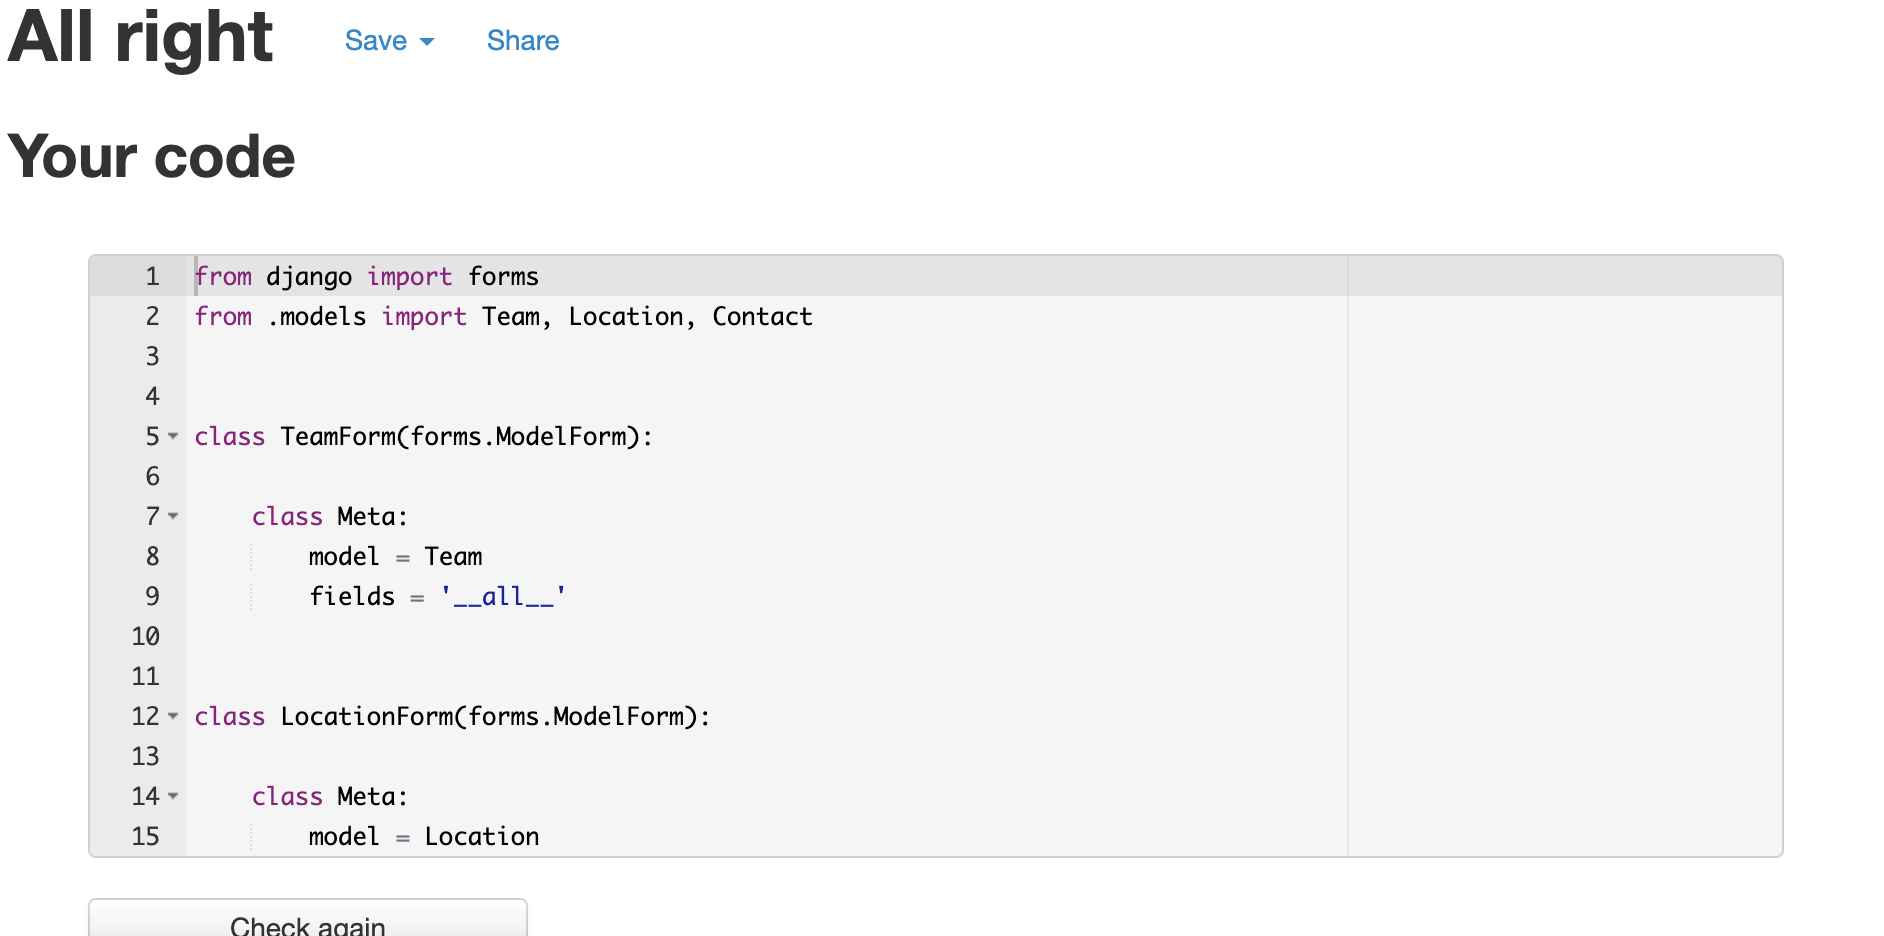 All right Save Share
Your code
1 from django import forms
2 from .models import Team, Location, Contact
3
4
5 class TeamForm(forms.ModelForm):
6
7     class Meta:
8         model = Team
9         fields = '__all__'
10
11
12 class LocationForm(forms.ModelForm):
13
14     class Meta:
15         model = Location
Check again